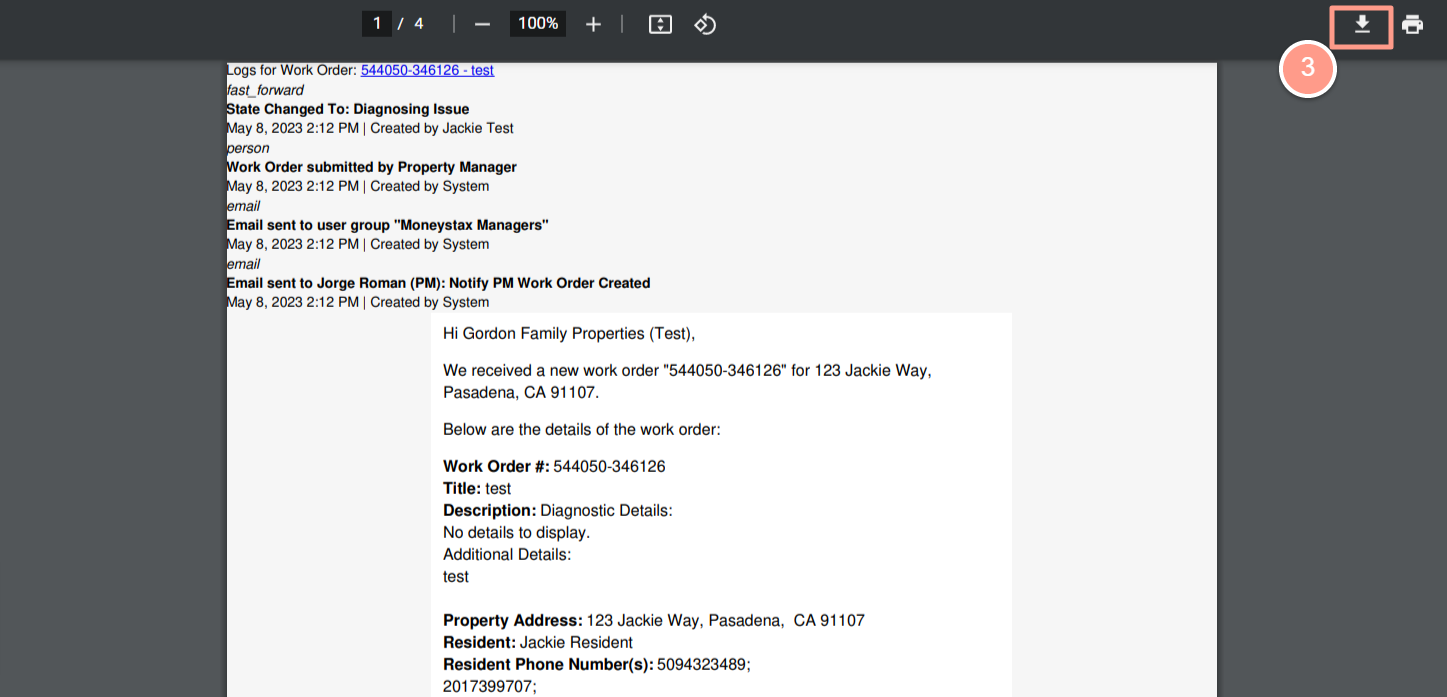 1 / 4 100%
3
Logs for Work Order: 544050-346126 - test
fast_forward
State Changed To: Diagnosing Issue
May 8, 2023 2:12 PM | Created by Jackie Test
person
Work Order submitted by Property Manager
May 8, 2023 2:12 PM | Created by System
email
Email sent to user group "Moneystax Managers"
May 8, 2023 2:12 PM | Created by System
email
Email sent to Jorge Roman (PM): Notify PM Work Order Created
May 8, 2023 2:12 PM | Created by System
Hi Gordon Family Properties (Test),
We received a new work order "544050-346126" for 123 Jackie Way,
Pasadena, CA 91107.
Below are the details of the work order:
Work Order #: 544050-346126
Title: test
Description: Diagnostic Details:
No details to display.
Additional Details:
test
Property Address: 123 Jackie Way, Pasadena,  CA 91107
Resident: Jackie Resident
Resident Phone Number(s): 5094323489;
2017399707;